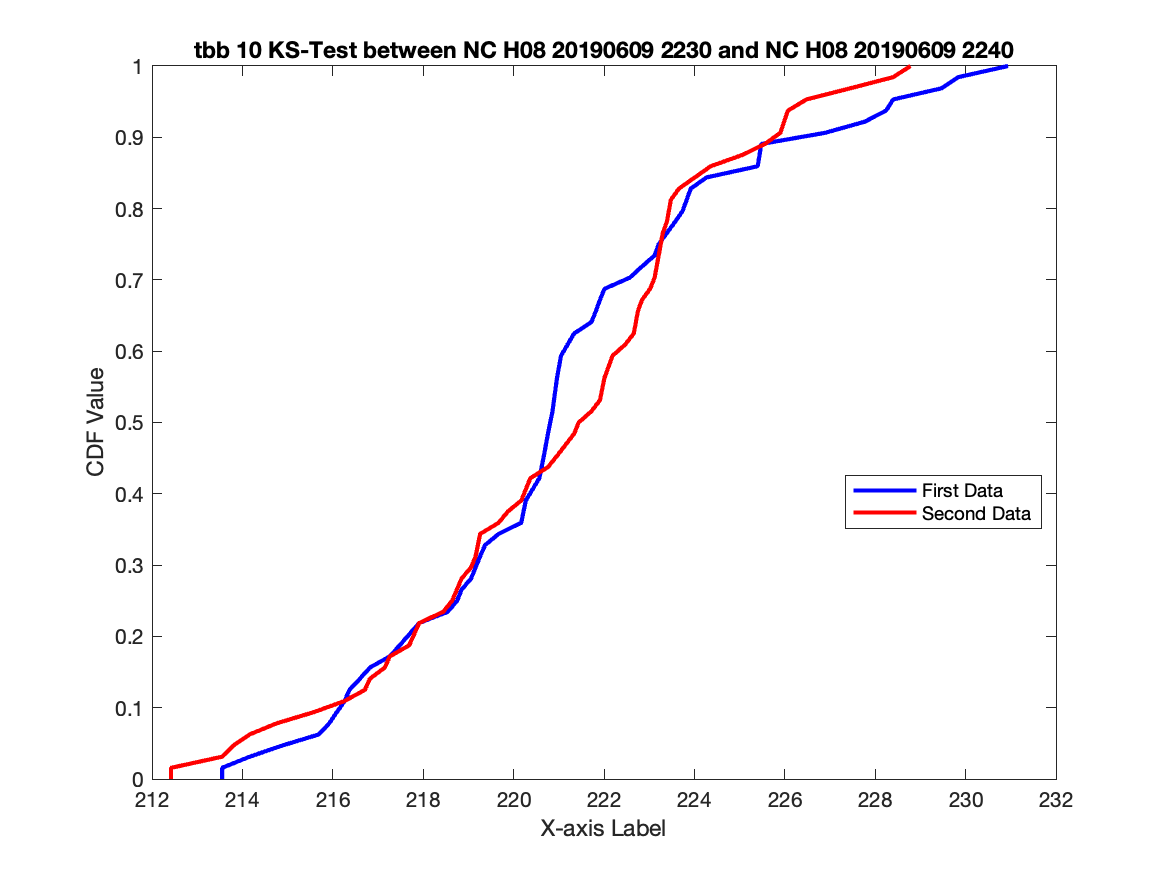 tbb 10 KS-Test between NC H08 20190609 2230 and NC H08 20190609 2240
1
0.9
0.8
0.7
0.6
0.5
0.4
0.3
0.2
0.1
0
CDF Value
First Data
Second Data
212 214 216 218 220 222 224 226 228 230 232
X-axis Label